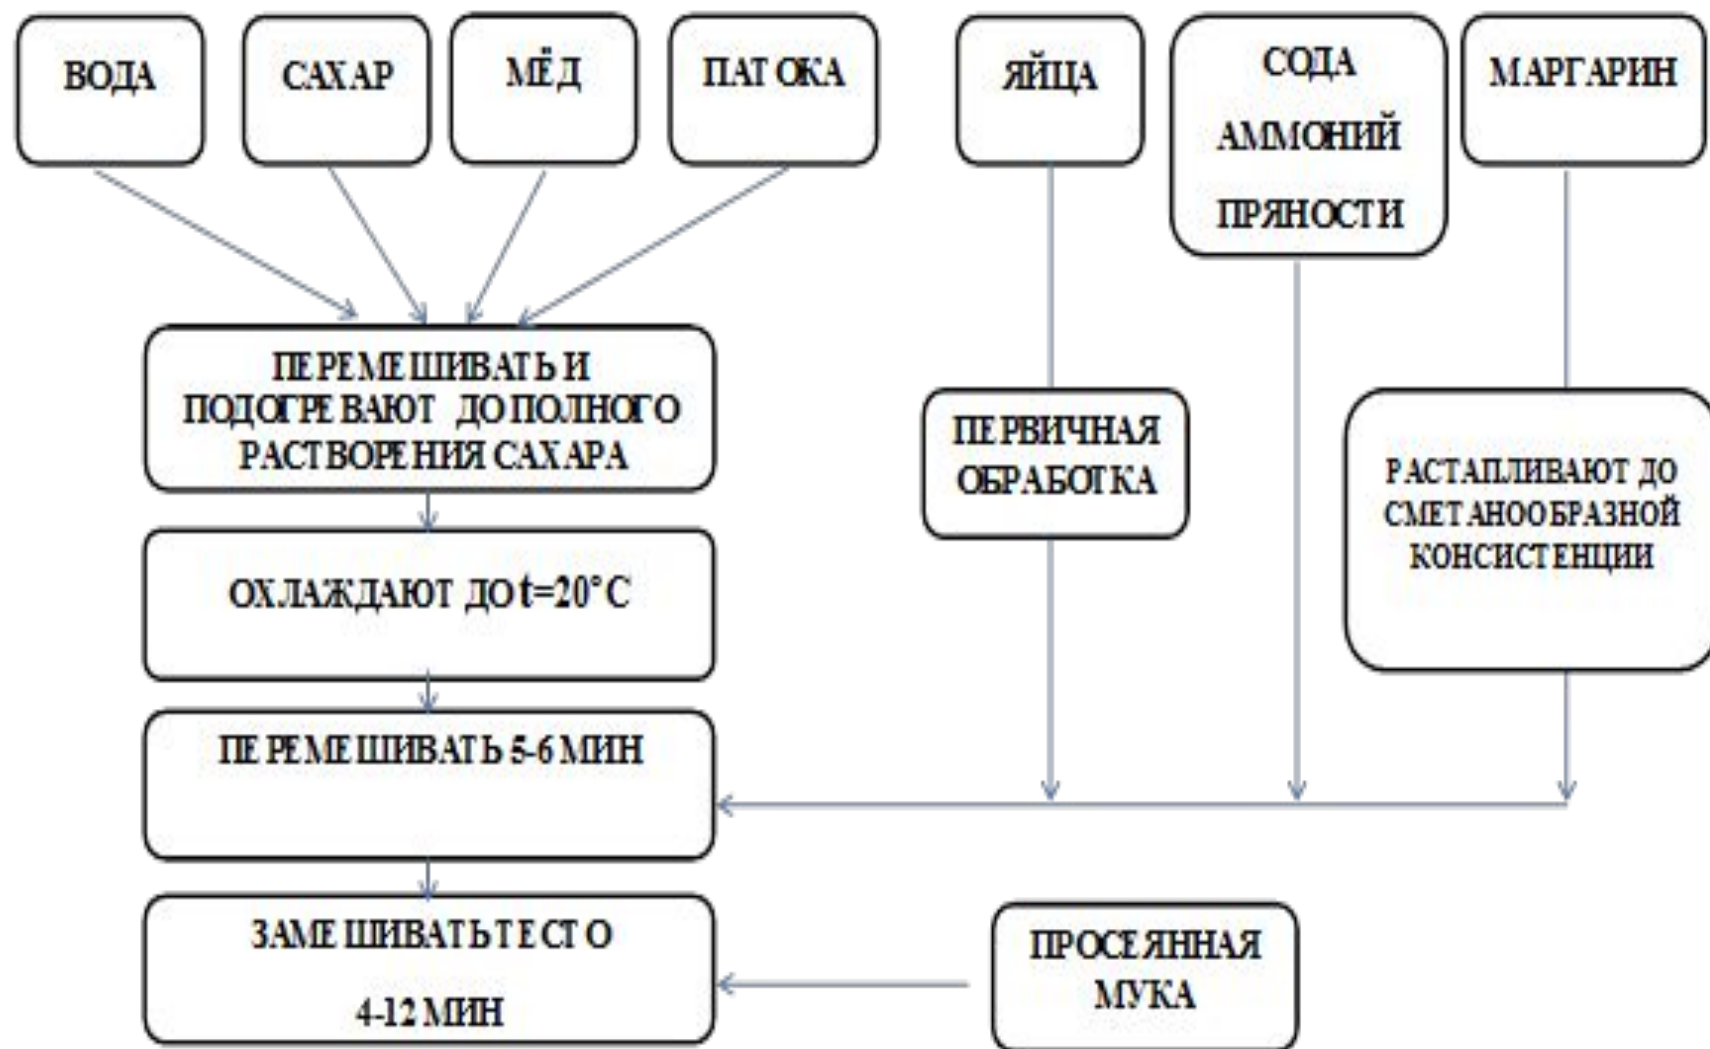 ВОДА
САХАР
МЁД
ПАТОКА
ЯЙЦА
СОДА
АММОНИЙ
ПРЯНОСТИ
МАРГАРИН
ПЕРЕМЕШИВАТЬ И
ПОДОГРЕВАЮТ ДО ПОЛНОГО
РАСТВОРЕНИЯ САХАРА
ПЕРВИЧНАЯ
ОБРАБОТКА
РАСТАПЛИВАЮТ ДО
СМЕТАНООБРАЗНОЙ
КОНСИСТЕНЦИИ
ОХЛАЖДАЮТ ДО t=20°C
ПЕРЕМЕШИВАТЬ 5-6 МИН
ЗАМЕШИВАТЬ ТЕСТО
4-12 МИН
ПРОСЕЯННАЯ
МУКА